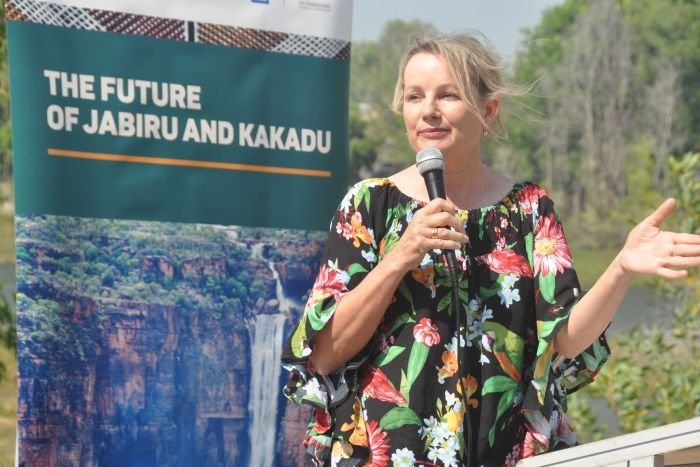 THE FUTURE
OF JABIRU AND KAKADU